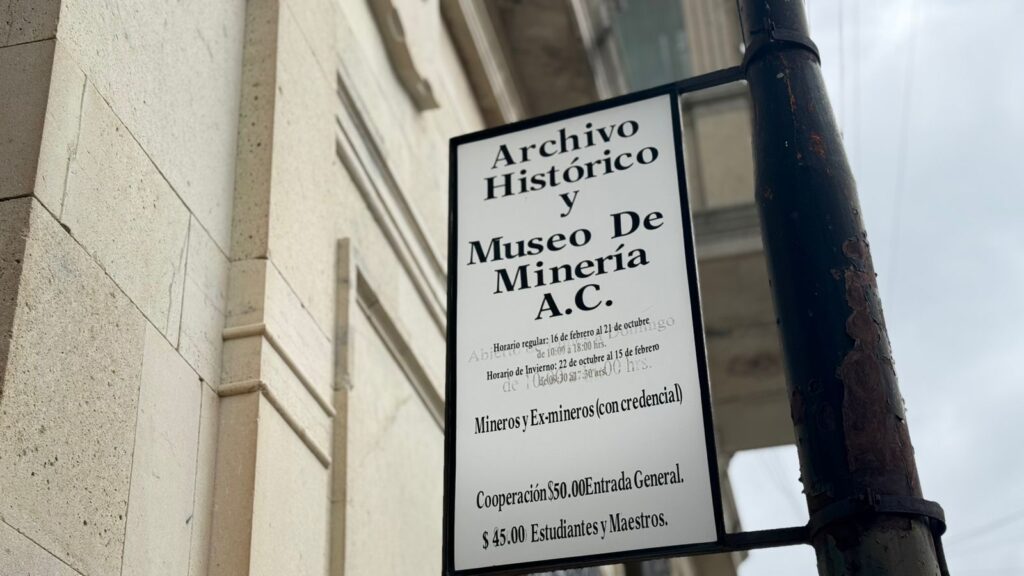 Archivo
Histórico
y
Museo De
Minería
A.C.
Horario regular: 16 de febrero al 21 de octubre
de 10:00 a 18:00 hrs.
Horario de Invierno: 22 de octubre al 15 de febrero
Mineros y Ex-mineros (con credencial)
Cooperación $50.00 Entrada General.
$ 45.00 Estudiantes y Maestros.